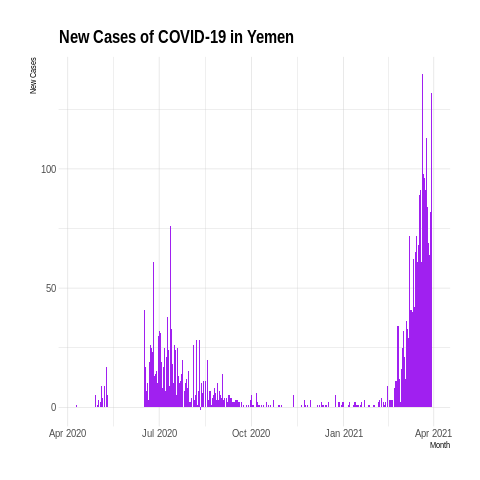 New Cases of COVID-19 in Yemen
New Cases
100
50
0
Apr 2020 Jul 2020 Oct 2020 Jan 2021 Apr 2021
Month